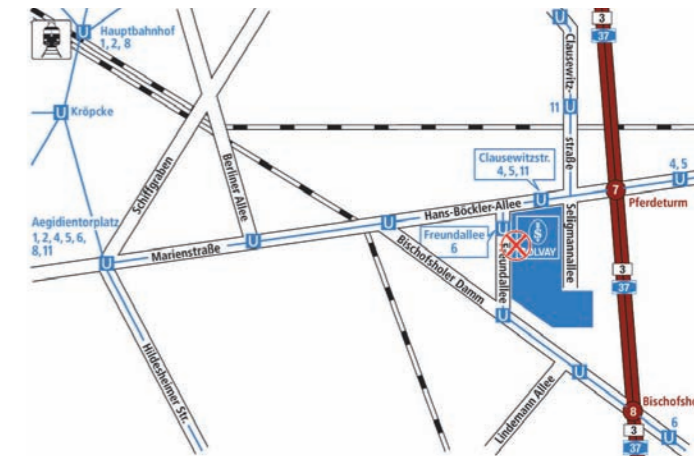 Hauptbahnhof
1, 2, 8
U
3
37
U
Clausewitz-
straße
Kröpcke
U
11 U
Schiffgraben
Berliner Allee
Clausewitzstr.
4, 5, 11
4, 5
U
7
Pferdeturm
Aegidientorplatz
1, 2, 4, 5, 6,
8, 11
Hans-Böckler-Allee
U
U
Freundallee
6
U
SOLVAY
Seligmannallee
Marienstraße
U
U
Bischofsholer Damm
Freundallee
3
37
U
Hildesheimer Str.
U
Lindemann Allee
8
3
37
6
U